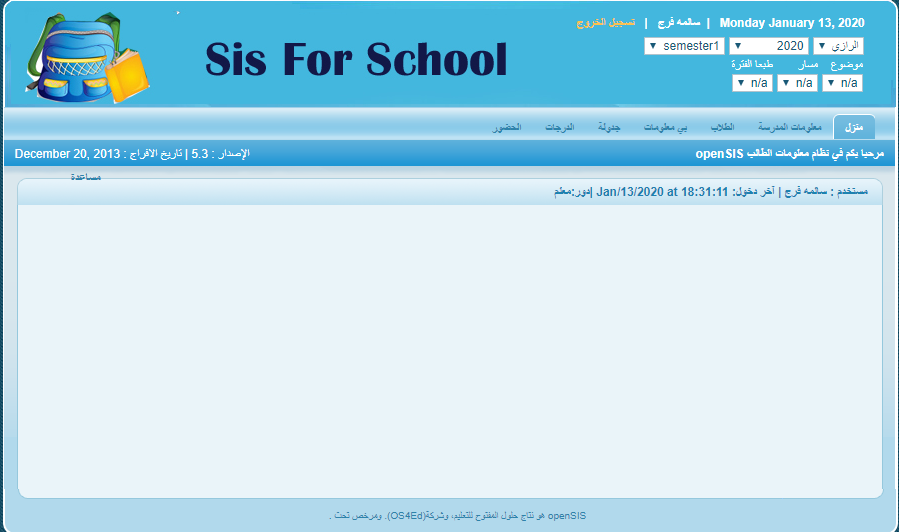 Monday January 13, 2020 | سالمه فرج | تسجيل الخروج
Sis For School
الرازي 2020 semester1
موضوع مسار طبعا الفترة
n/a n/a n/a
منزل معلومات المدرسة الطلاب بي معلومات جدولة الدرجات الحضور
مرحبا بكم في نظام معلومات الطالب openSIS
الإصدار : 5.3 | تاريخ الافراج : December 20, 2013
مساعدة
مستخدم : سالمه فرج | آخر دخول: Jan/13/2020 at 18:31:11 |دور:معلم
openSIS هو نتاج حلول المفتوح للتعليم، وشركة(OS4Ed). ومرخص تحت .